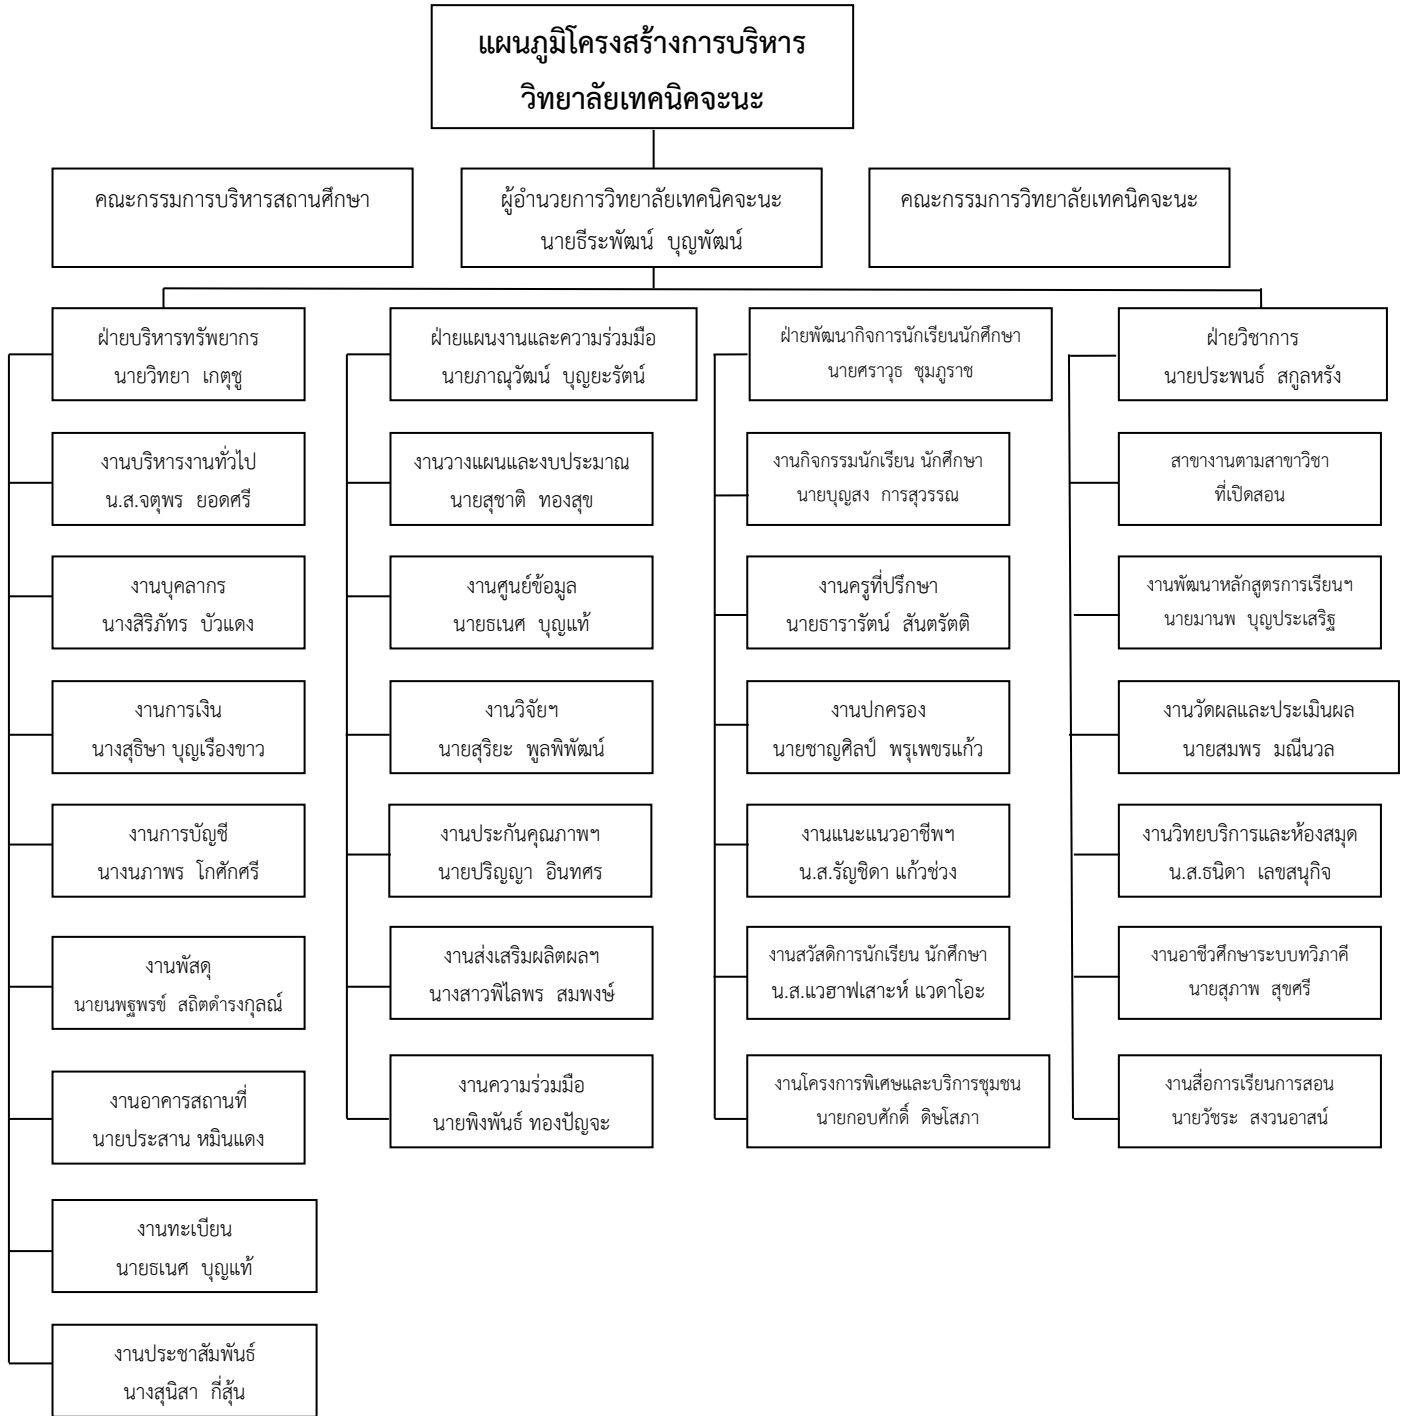 แผนภูมิโครงสร้างการบริหาร
วิทยาลัยเทคนิคจะนะ
คณะกรรมการบริหารสถานศึกษา
ผู้อำนวยการวิทยาลัยเทคนิคจะนะ
นายธีระพัฒน์ บุญพัฒน์
คณะกรรมการวิทยาลัยเทคนิคจะนะ
ฝ่ายบริหารทรัพยากร
นายวิทยา เกตุชู
งานบริหารงานทั่วไป
น.ส.จตุพร ยอดศรี
งานบุคลากร
นางสิริภัทร บัวแดง
งานการเงิน
นางสุธิษา บุญเรืองขาว
งานการบัญชี
นางนภาพร โกศักศรี
งานพัสดุ
นายนพฐพรข์ สถิตดำรงกุลณ์
งานอาคารสถานที่
นายประสาน หมินแดง
งานทะเบียน
นายธเนศ บุญแท้
งานประชาสัมพันธ์
นางสุนิสา กี่สุ้น
ฝ่ายแผนงานและความร่วมมือ
นายภาณุวัฒน์ บุญยะรัตน์
งานวางแผนและงบประมาณ
นายสุชาติ ทองสุข
งานศูนย์ข้อมูล
นายธเนศ บุญแท้
งานวิจัยฯ
นายสุริยะ พูลพิพัฒน์
งานประกันคุณภาพฯ
นายปริญญา อินทศร
งานส่งเสริมผลิตผลฯ
นางสาวพิไลพร สมพงษ์
งานความร่วมมือ
นายพิงพันธ์ ทองปัญจะ
ฝ่ายพัฒนากิจการนักเรียนนักศึกษา
นายศราวุธ ชุมภูราช
งานกิจกรรมนักเรียน นักศึกษา
นายบุญสง การสุวรรณ
งานครูที่ปรึกษา
นายธารารัตน์ สันตรัตติ
งานปกครอง
นายชาญศิลป์ พรุเพขรแก้ว
งานแนะแนวอาชีพฯ
น.ส.รัญชิดา แก้วช่วง
งานสวัสดิการนักเรียน นักศึกษา
น.ส.แวฮาฟเสาะห์ แวดาโอะ
งานโครงการพิเศษและบริการชุมชน
นายกอบศักดิ์ ดิษโสภา
ฝ่ายวิชาการ
นายประพนธ์ สกูลหรัง
สาขางานตามสาขาวิชา
ที่เปิดสอน
งานพัฒนาหลักสูตรการเรียนฯ
นายมานพ บุญประเสริฐ
งานวัดผลและประเมินผล
นายสมพร มณีนวล
งานวิทยบริการและห้องสมุด
น.ส.ธนิดา เลขสนุกิจ
งานอาชีวศึกษาระบบทวิภาคี
นายสุภาพ สุขศรี
งานสื่อการเรียนการสอน
นายวัชระ สงวนอาสน์